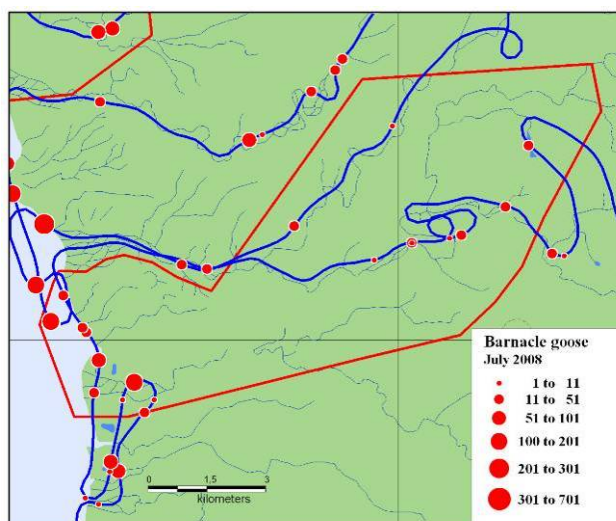 Barnacle goose
July 2008
1 to 11
11 to 51
51 to 101
100 to 201
201 to 301
301 to 701
0 1.5 3
kilometers